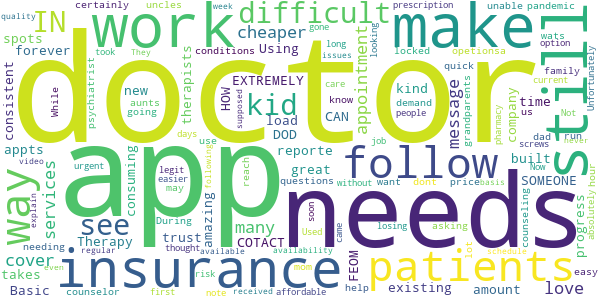 doctor
app
needs
work
make
still
insurance
patients
follow
way
kid
see
difficult
IN
cheaper
love
many
cover
services
appointment
message
progress
Using
EXTREMELY
HOW
CAN
DOD
load
reporte
great
questions
COTACT
FEOM
SOMEONE
trust
amazing
Therapy
therapists
consuming
consistent
forever
spots
appts
takes
Basic
needing
counselor
existing
amount
built
company
time
kind
new
psychiatrist
certainly
uncles
took
They
conditions
While
aunts
going
may
use
days
legit
easier
thought
During
Used
urgent
video
explain
regular
even
first
note
received
affordable
available
availability
risk
mom
following
supposed
week
gone
long
issues
care
know
people
pharmacy
reach
without
want
dont
price
basis
job
soon
came
losing
asking
lot
schedule
help
counseling
easy
absolutely
hour
never
Not
Now
run
screws
dad
us
current
family
wats
option
opetionsa
quick
demand
locked
looking
prescription
unable
pandemic
Unfortunately
quality